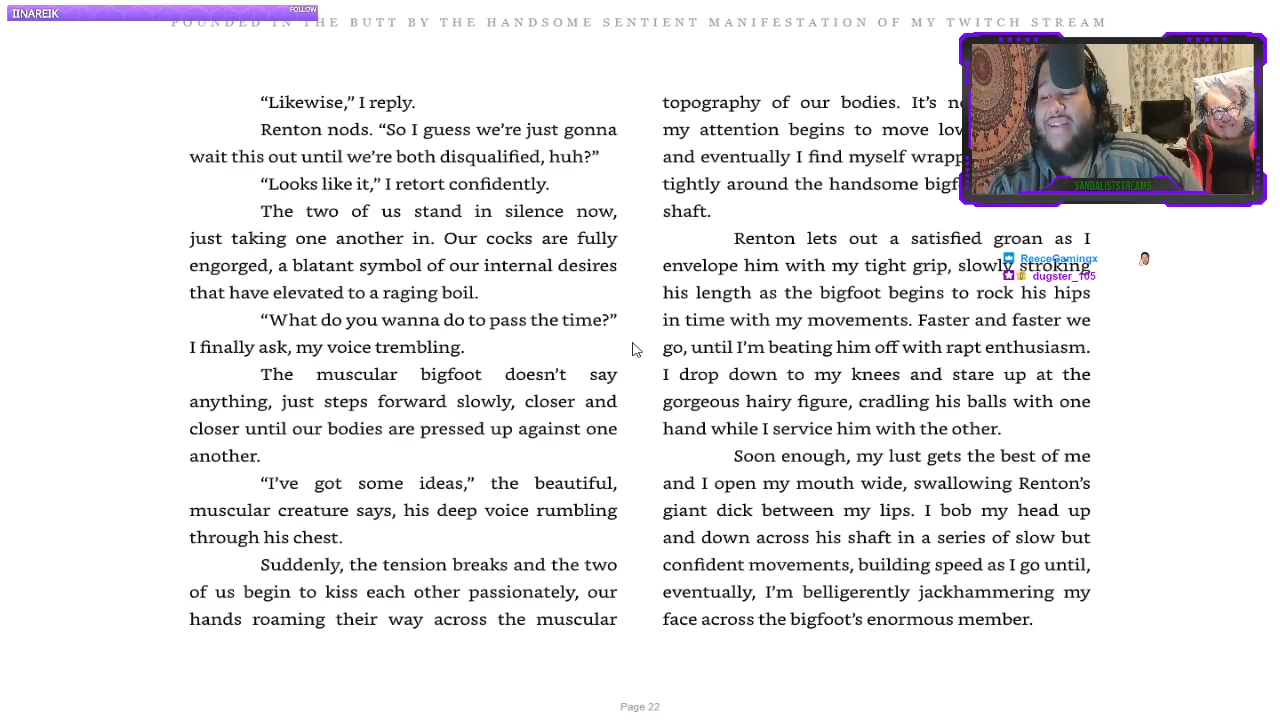 IINAREIK
FOLLOW
POUNDED IN THE BUTT BY THE HANDSOME SENTIENT MANIFESTATION OF MY TWITCH STREAM
“Likewise,” I reply.
Renton nods. “So I guess we’re just gonna
wait this out until we’re both disqualified, huh?”
“Looks like it,” I retort confidently.
The two of us stand in silence now,
just taking one another in. Our cocks are fully
engorged, a blatant symbol of our internal desires
that have elevated to a raging boil.
“What do you wanna do to pass the time?”
I finally ask, my voice trembling.
The muscular bigfoot doesn’t say
anything, just steps forward slowly, closer and
closer until our bodies are pressed up against one
another.
“I’ve got some ideas,” the beautiful,
muscular creature says, his deep voice rumbling
through his chest.
Suddenly, the tension breaks and the two
of us begin to kiss each other passionately, our
hands roaming their way across the muscular
topography of our bodies. It’s
my attention begins to move
and eventually I find myself
tightly around the handsome
shaft.
Renton lets out a satisfied groan as I
envelope him with my tight grip, slowly stroking
his length as the bigfoot begins to rock his hips
in time with my movements. Faster and faster we
go, until I’m beating him off with rapt enthusiasm.
I drop down to my knees and stare up at the
gorgeous hairy figure, cradling his balls with one
hand while I service him with the other.
Soon enough, my lust gets the best of me
and I open my mouth wide, swallowing Renton’s
giant dick between my lips. I bob my head up
and down across his shaft in a series of slow but
confident movements, building speed as I go until,
eventually, I’m belligerently jackhammering my
face across the bigfoot’s enormous member.
VANDALISTSTREAMS
ReeceGamingx
dugster_105
Page 22